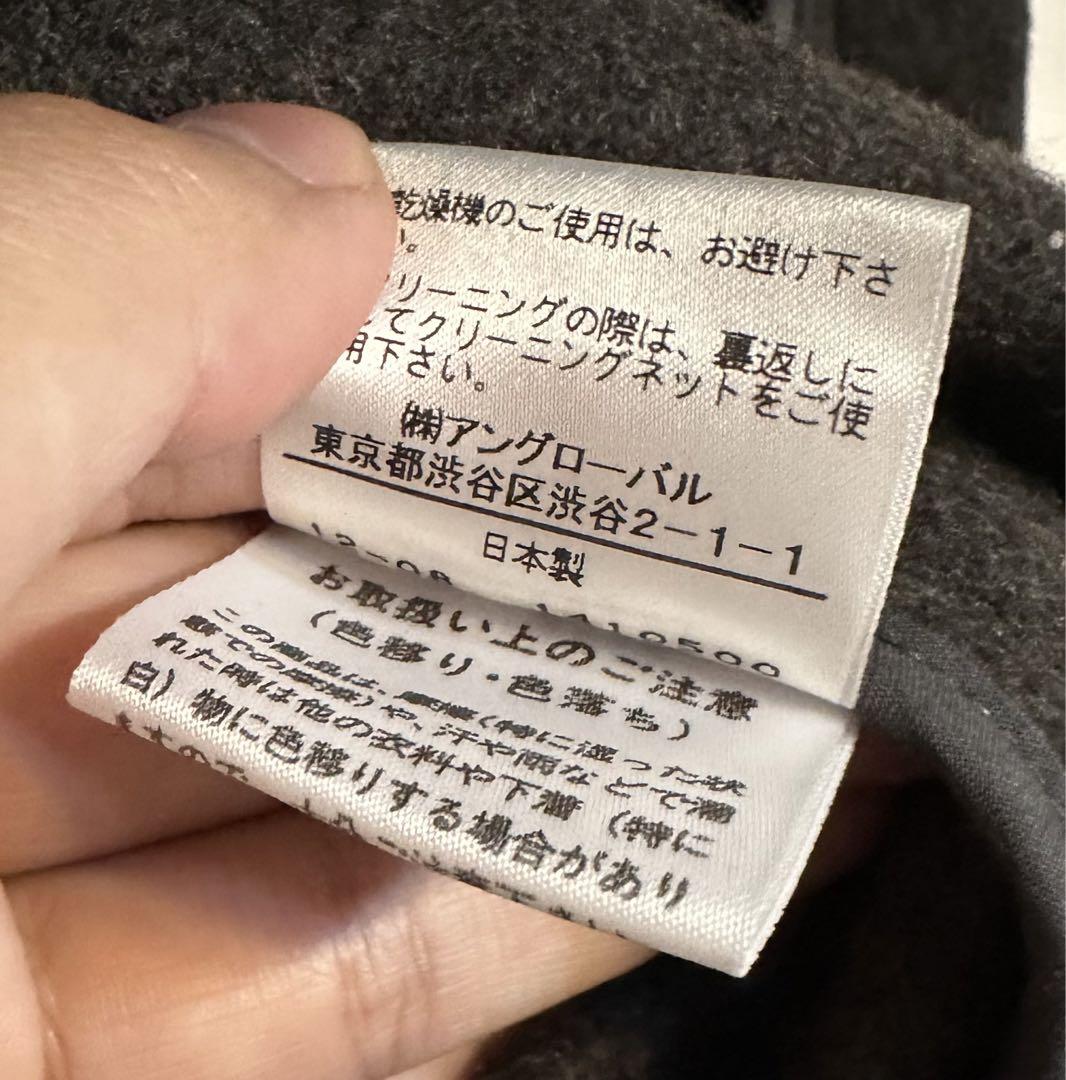 乾燥機のご使用は、お避け下さ
い。
リーニングの際は、裏返しに
てクリーニングネットをご使
用下さい。
㈱アングローバル
東京都渋谷区渋谷2-1-1
日本製
12-08
お取扱い上のご注意
(色移り・色落ち)
この商品は、摩擦(特に湿った状
態での摩擦)や、汗や雨などで濡
れた時は他の衣料や下着(特に
白)物に色移りする場合があり